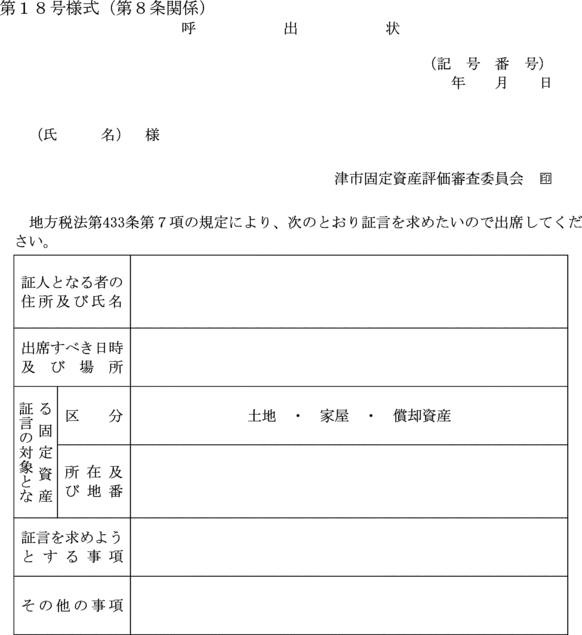 第１８号様式（第８条関係）
呼　　　出　　　状
（記　号　番　号）
年　　月　　日
（氏　　　名）　様
津市固定資産評価審査委員会　印
地方税法第433条第７項の規定により、次のとおり証言を求めたいので出席してくだ
さい。
証人となる者の
住所及び氏名
出席すべき日時
及び場所
証言の対象とな
る固定資産
区　　分
土地　・　家屋　・　償却資産
所在及
び地番
証言を求めよう
とする事項
その他の事項